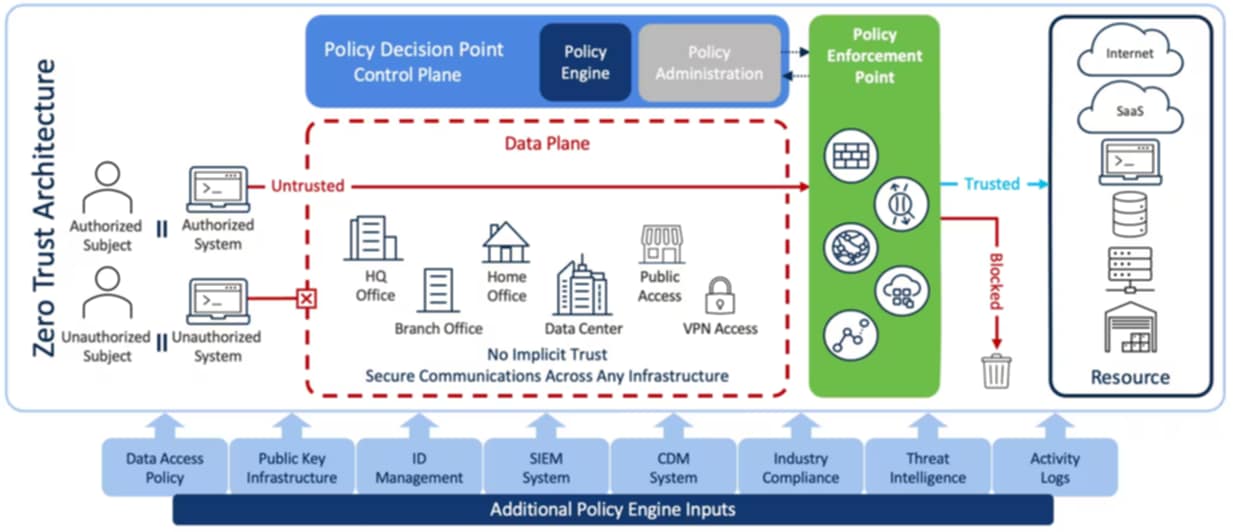 Zero Trust Architecture
Policy Decision Point
Control Plane
Policy
Engine
Policy
Administration
Policy
Enforcement
Point
Internet
SaaS
Data Plane
Untrusted
Trusted
Blocked
Authorized
Subject
Authorized
System
Unauthorized
Subject
Unauthorized
System
>_
>_
>_
HQ
Office
Branch Office
Home
Office
Data Center
Public
Access
VPN Access
No Implicit Trust
Secure Communications Across Any Infrastructure
Resource
Data Access
Policy
Public Key
Infrastructure
ID
Management
SIEM
System
CDM
System
Industry
Compliance
Threat
Intelligence
Activity
Logs
Additional Policy Engine Inputs